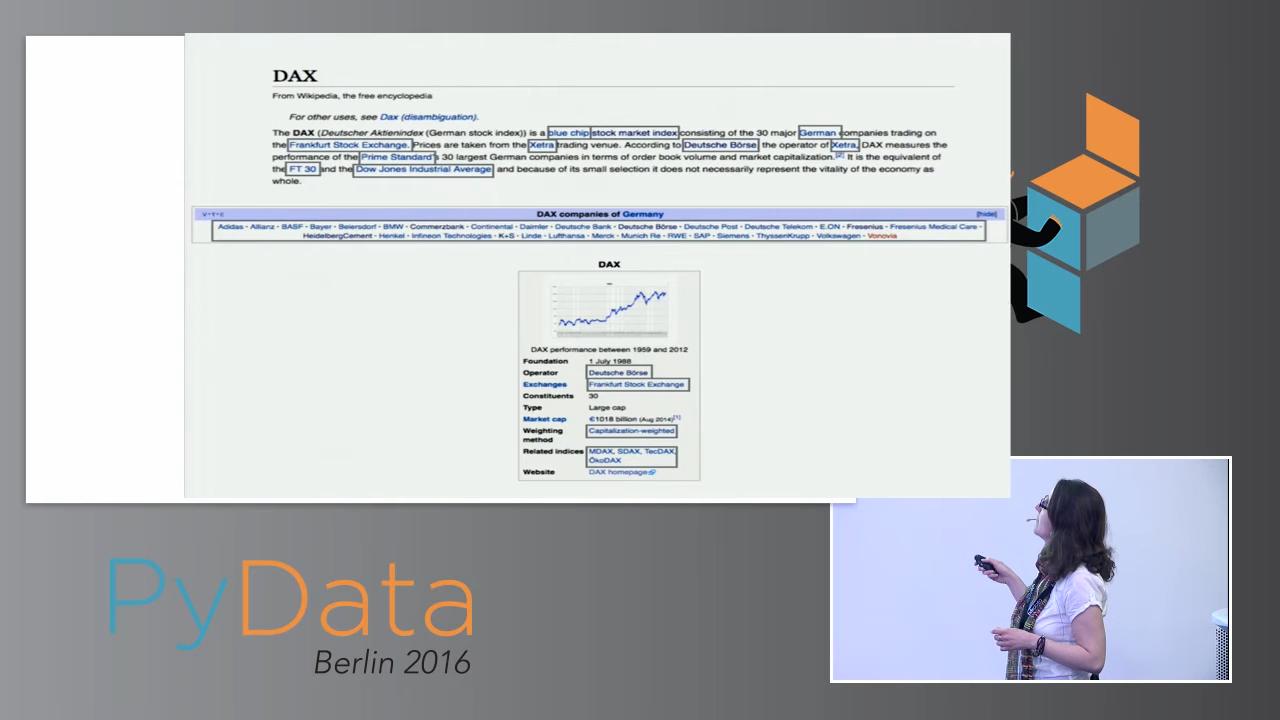 DAX
From Wikipedia, the free encyclopedia
For other uses, see Dax (disambiguation).
The DAX (Deutscher Aktienindex (German stock index)) is a blue chip stock market index consisting of the 30 major German companies trading on
the Frankfurt Stock Exchange. Prices are taken from the Xetra trading venue. According to Deutsche Börse, the operator of Xetra, DAX measures the
performance of the Prime Standard's 30 largest German companies in terms of order book volume and market capitalization.[2] It is the equivalent of
the FT 30 and the Dow Jones Industrial Average, and because of its small selection it does not necessarily represent the vitality of the economy as
whole.
V • T • E DAX companies of Germany [hide]
Adidas · Allianz · BASF · Bayer · Beiersdorf · BMW · Commerzbank · Continental · Daimler · Deutsche Bank · Deutsche Börse · Deutsche Post · Deutsche Telekom · E.ON · Fresenius · Fresenius Medical Care ·
HeidelbergCement · Henkel · Infineon Technologies · K+S · Linde · Lufthansa · Merck · Munich Re · RWE · SAP · Siemens · ThyssenKrupp · Volkswagen · Vonovia
DAX
DAX performance between 1959 and 2012
Foundation 1 July 1988
Operator Deutsche Börse
Exchanges Frankfurt Stock Exchange
Constituents 30
Type Large cap
Market cap €1018 billion (Aug 2014)[1]
Weighting method Capitalization-weighted
Related indices MDAX, SDAX, TecDAX,
ÖkoDAX
Website DAX homepage
PyData
Berlin 2016